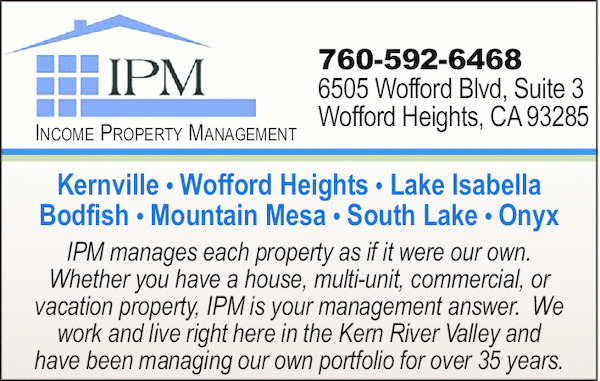 IPM
INCOME PROPERTY MANAGEMENT
760-592-6468
6505 Wofford Blvd, Suite 3
Wofford Heights, CA 93285
Kernville • Wofford Heights • Lake Isabella
Bodfish • Mountain Mesa • South Lake • Onyx
IPM manages each property as if it were our own.
Whether you have a house, multi-unit, commercial, or
vacation property, IPM is your management answer.  We
work and live right here in the Kern River Valley and
have been managing our own portfolio for over 35 years.